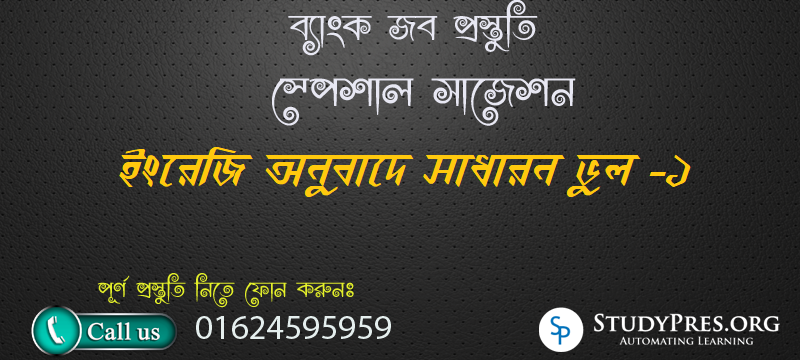 ব্যাংক জব প্রস্তুতি
স্পেশাল সাজেশন
ইংরেজি অনুবাদে সাধারন ভুল -১
পূর্ণ প্রস্তুতি নিতে ফোন করুনঃ
Call us 01624595959
SP StudyPres.org
Automating Learning